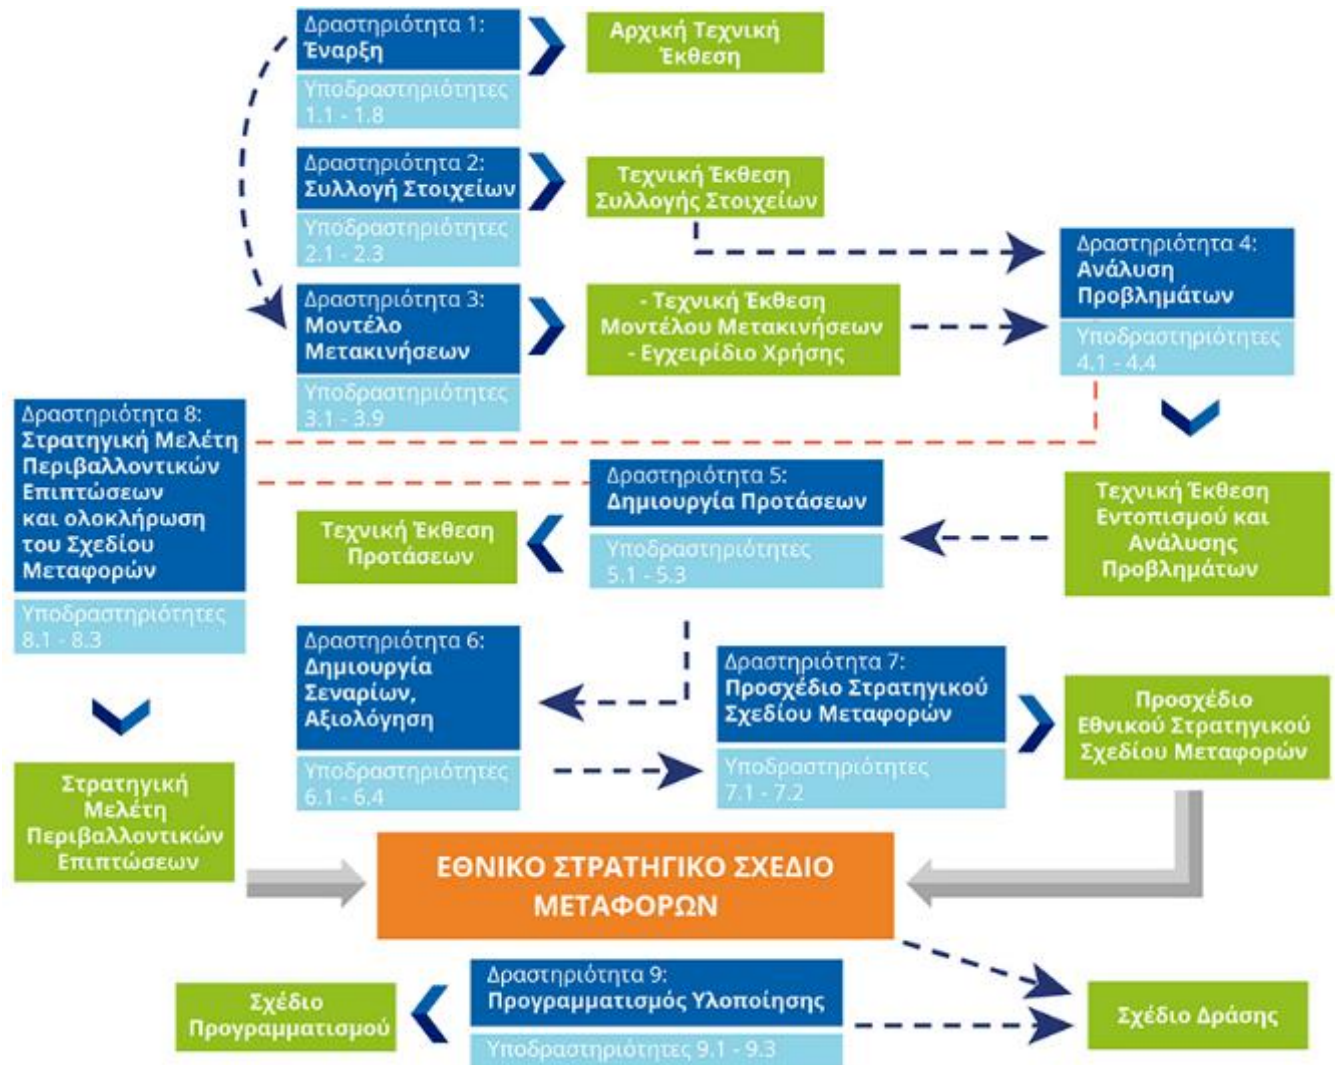 Δραστηριότητα 1:
Έναρξη
Υποδραστηριότητες
1.1 - 1.8
Αρχική Τεχνική
Έκθεση
Δραστηριότητα 2:
Συλλογή Στοιχείων
Υποδραστηριότητες
2.1 - 2.3
Τεχνική Έκθεση
Συλλογής Στοιχείων
Δραστηριότητα 3:
Μοντέλο
Μετακινήσεων
Υποδραστηριότητες
3.1 - 3.9
- Τεχνική Έκθεση
Μοντέλου Μετακινήσεων
- Εγχειρίδιο Χρήσης
Δραστηριότητα 4:
Ανάλυση
Προβλημάτων
Υποδραστηριότητες
4.1 - 4.4
Δραστηριότητα 8:
Στρατηγική Μελέτη
Περιβαλλοντικών
Επιπτώσεων
και ολοκλήρωση
του Σχεδίου
Μεταφορών
Υποδραστηριότητες
8.1 - 8.3
Δραστηριότητα 5:
Δημιουργία Προτάσεων
Υποδραστηριότητες
5.1 - 5.3
Τεχνική Έκθεση
Προτάσεων
Τεχνική Έκθεση
Εντοπισμού και
Ανάλυσης
Προβλημάτων
Δραστηριότητα 6:
Δημιουργία
Σεναρίων,
Αξιολόγηση
Υποδραστηριότητες
6.1 - 6.4
Δραστηριότητα 7:
Προσχέδιο Στρατηγικού
Σχεδίου Μεταφορών
Υποδραστηριότητες
7.1 - 7.2
Προσχέδιο
Εθνικού Στρατηγικού
Σχεδίου Μεταφορών
Στρατηγική
Μελέτη
Περιβαλλοντικών
Επιπτώσεων
ΕΘΝΙΚΟ ΣΤΡΑΤΗΓΙΚΟ ΣΧΕΔΙΟ
ΜΕΤΑΦΟΡΩΝ
Σχέδιο
Προγραμματισμού
Δραστηριότητα 9:
Προγραμματισμός Υλοποίησης
Υποδραστηριότητες 9.1 - 9.3
Σχέδιο Δράσης